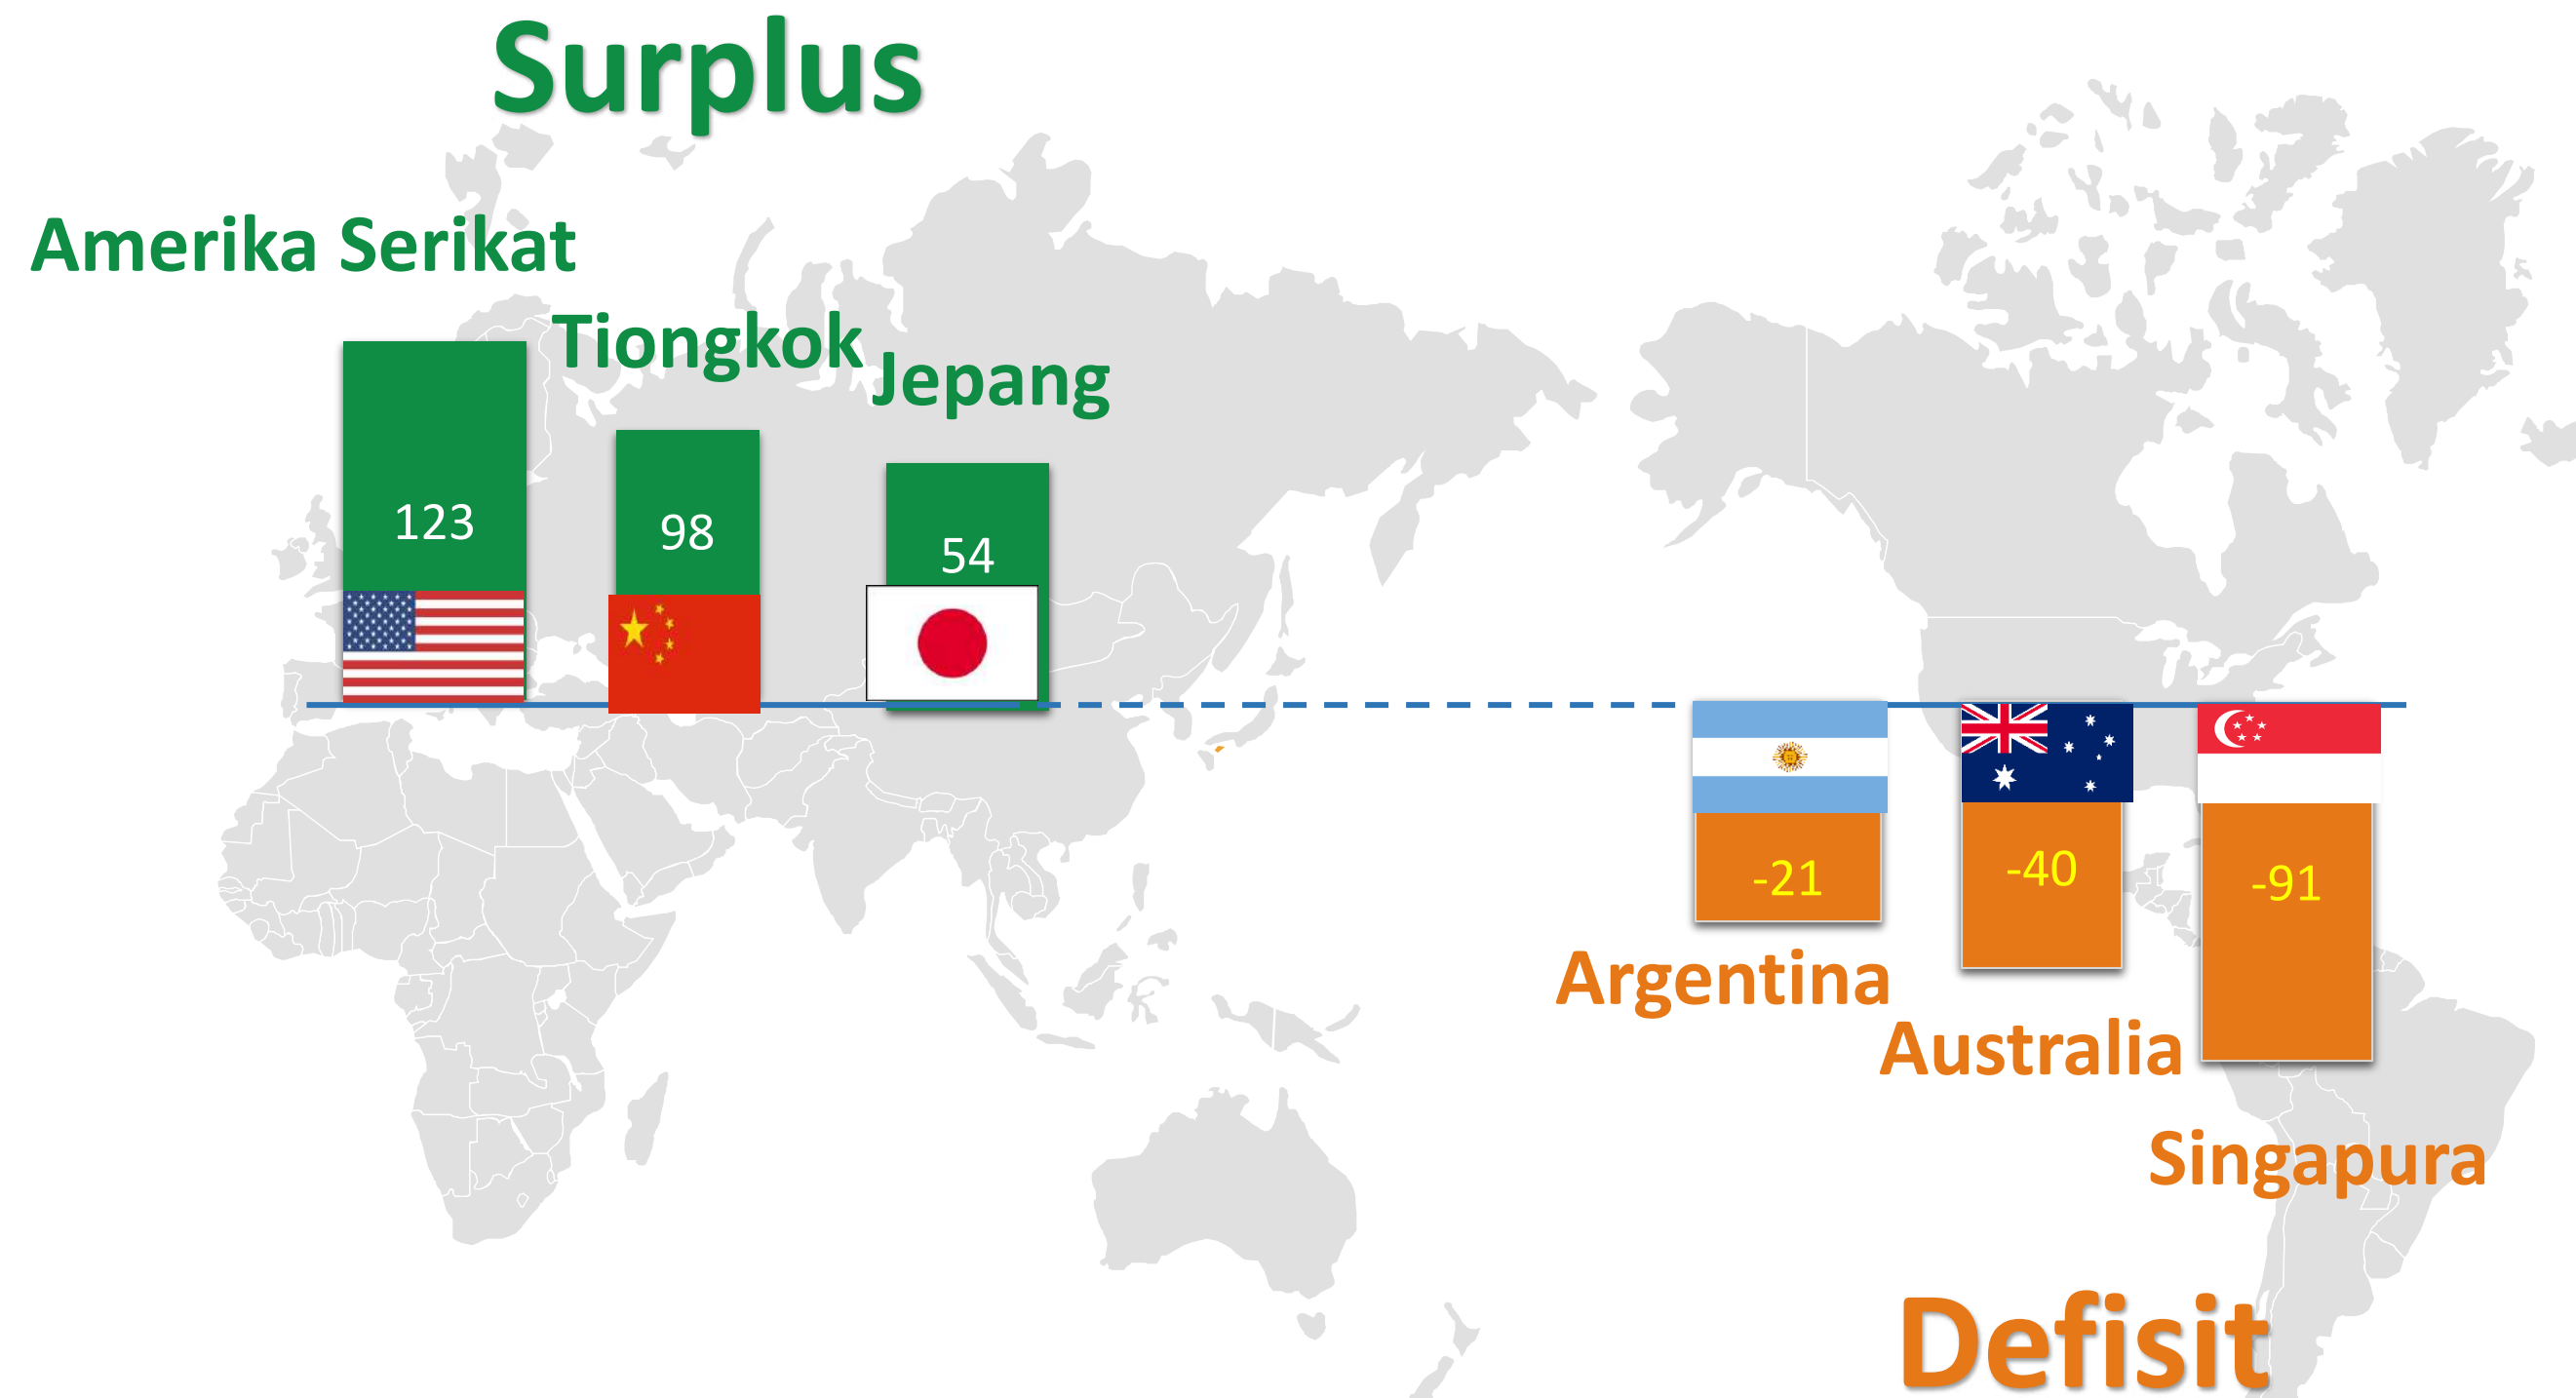 Surplus
Amerika Serikat
Tiongkok
Jepang
123
98
54
-21
-40
-91
Argentina
Australia
Singapura
Defisit